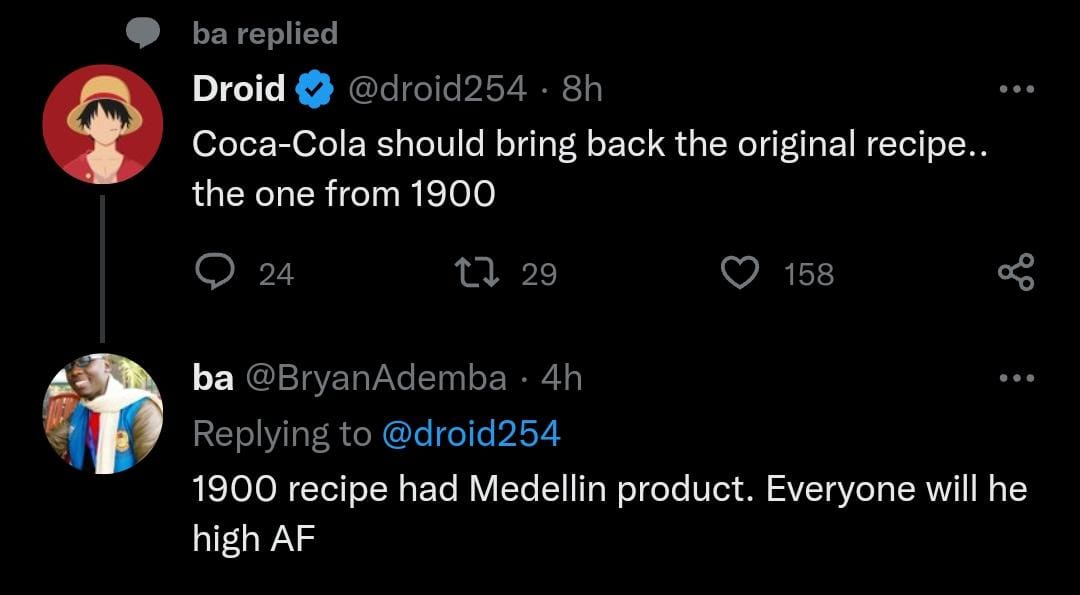 ba replied
Droid @droid254 · 8h
Coca-Cola should bring back the original recipe..
the one from 1900
24 29 158
ba @BryanAdemba · 4h
Replying to @droid254
1900 recipe had Medellin product. Everyone will he
high AF